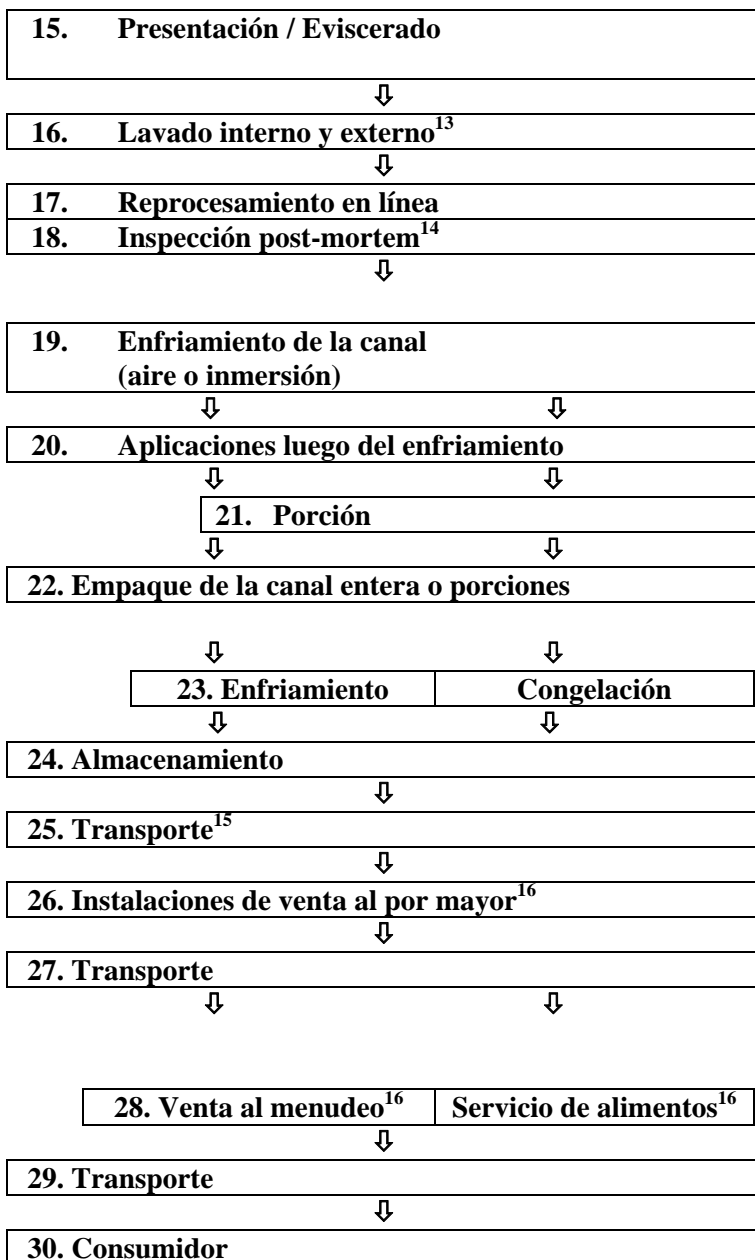 15. Presentación / Eviscerado
⇩
16. Lavado interno y externo13
⇩
17. Reprocesamiento en línea
18. Inspección post-mortem14
⇩
19. Enfriamiento de la canal
(aire o inmersión)
⇩ ⇩
20. Aplicaciones luego del enfriamiento
⇩ ⇩
21. Porción
⇩ ⇩
22. Empaque de la canal entera o porciones
⇩ ⇩
23. Enfriamiento Congelación
⇩ ⇩
24. Almacenamiento
⇩
25. Transporte15
⇩
26. Instalaciones de venta al por mayor16
⇩
27. Transporte
⇩ ⇩
28. Venta al menudeo16 Servicio de alimentos16
⇩
29. Transporte
⇩
30. Consumidor